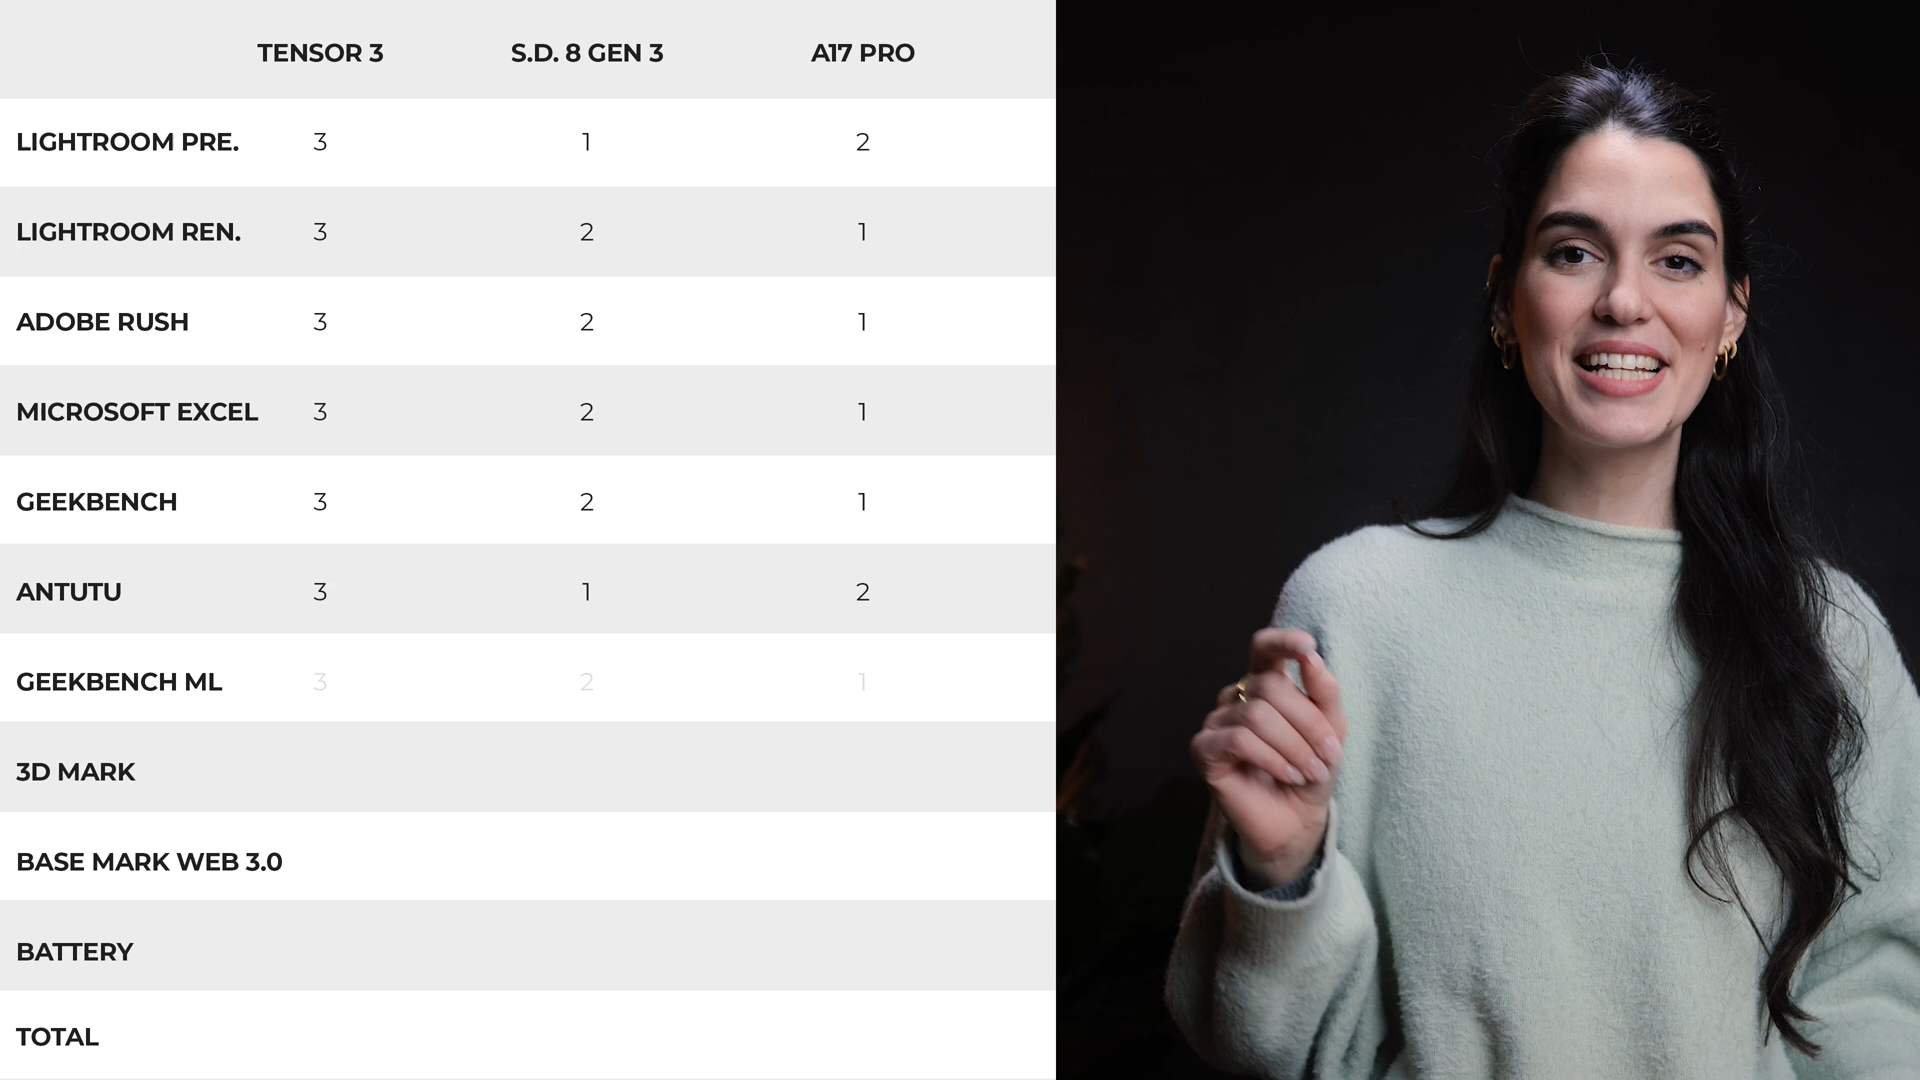 TENSOR 3 S.D. 8 GEN 3 A17 PRO
LIGHTROOM PRE. 3 1 2
LIGHTROOM REN. 3 2 1
ADOBE RUSH 3 2 1
MICROSOFT EXCEL 3 2 1
GEEKBENCH 3 2 1
ANTUTU 3 1 2
GEEKBENCH ML 3 2 1
3D MARK
BASE MARK WEB 3.0
BATTERY
TOTAL